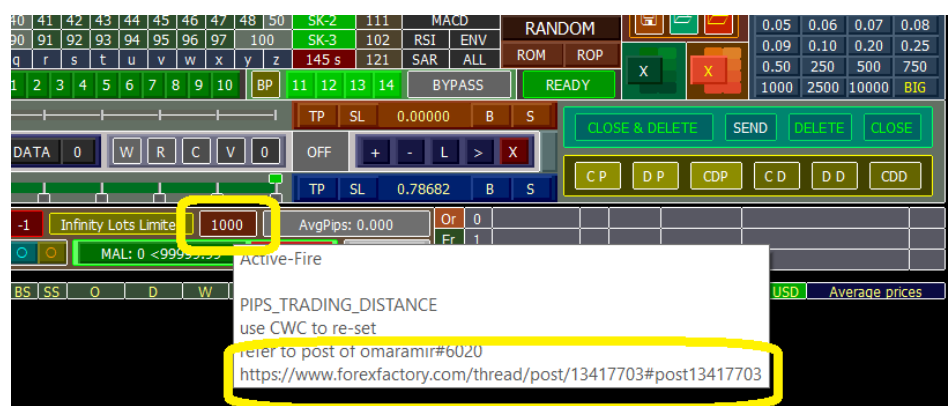 40 41 42 43 44 45 46 47 48 50 SK-2 111 MACD RANDOM 0.05 0.06 0.07 0.08
90 91 92 93 94 95 96 97 100 SK-3 102 RSI ENV 0.09 0.10 0.20 0.25
q r s t u v w x y z 145 s 121 SAR ALL ROM ROP X X 0.50 250 500 750
1 2 3 4 5 6 7 8 9 10 BP 11 12 13 14 BYPASS READY 1000 2500 10000 BIG
TP SL 0.00000 B S
CLOSE & DELETE SEND DELETE CLOSE
DATA 0 W R C V 0 OFF + - L > X
C P D P CDP C D D D CDD
TP SL 0.78682 B S
-1 Infinity Lots Limite 1000 AvgPips: 0.000 Or 0
MAL: 0 <99999.99 Er 1
Active-Fire
BS SS O D W USD Average prices
PIPS_TRADING_DISTANCE
use CWC to re-set
refer to post of omaramir#6020
https://www.forexfactory.com/thread/post/13417703#post13417703